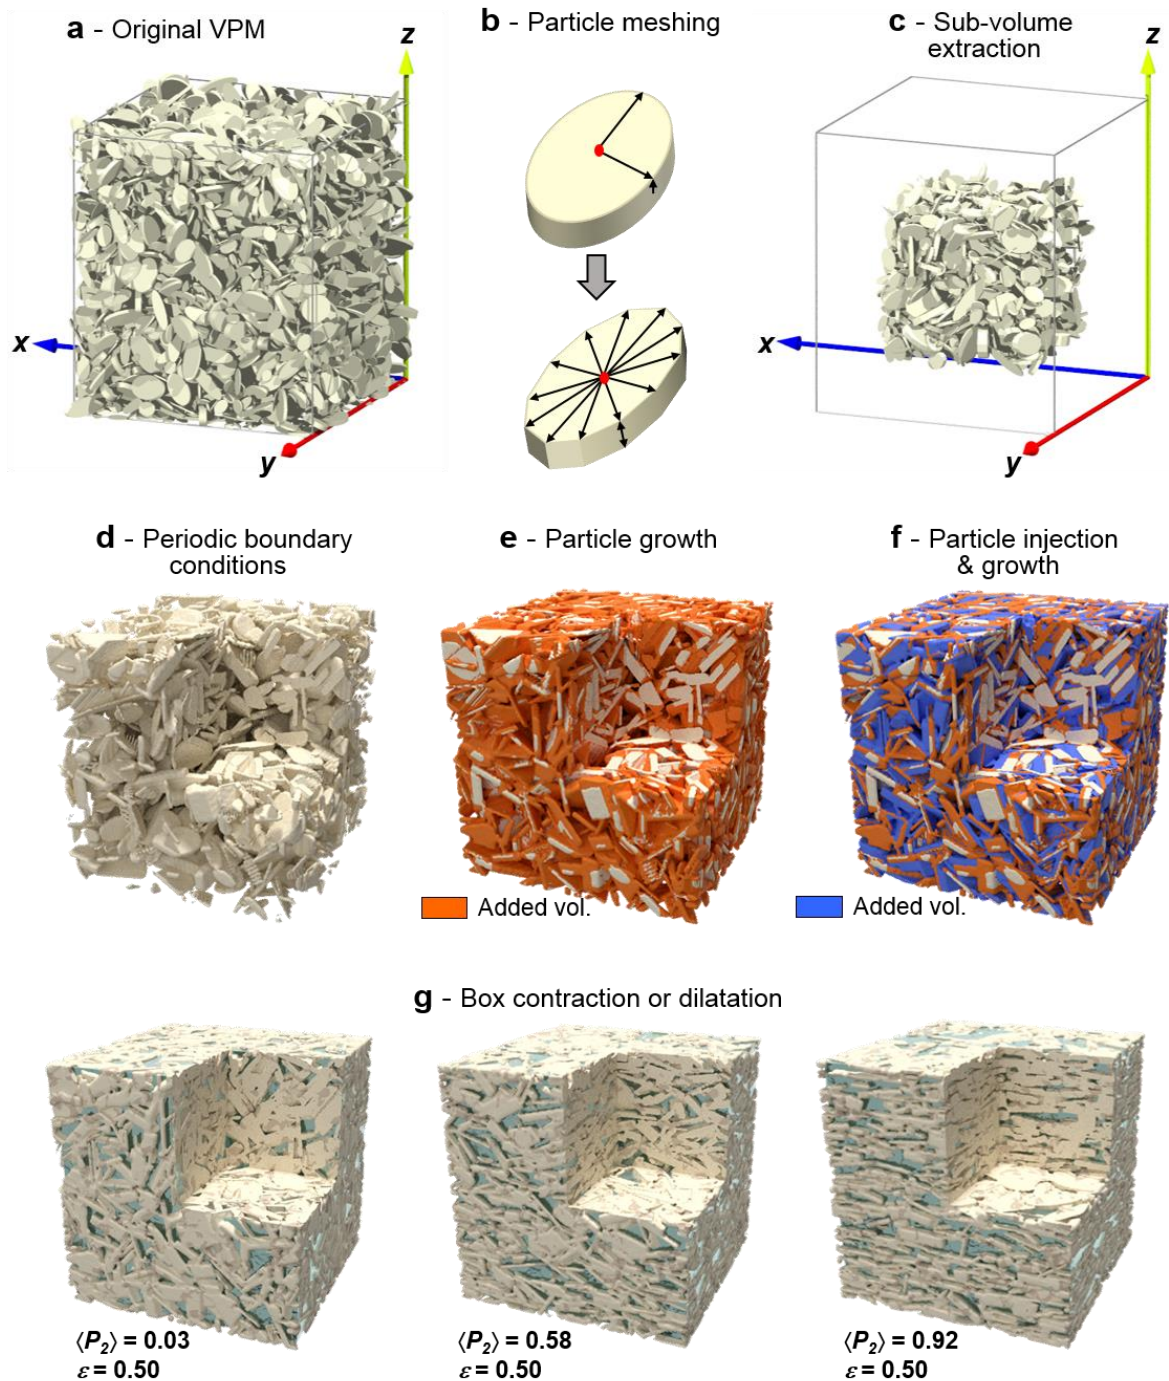 a - Original VPM
b - Particle meshing
c - Sub-volume
extraction
z
x
y
z
x
y
d - Periodic boundary
conditions
e - Particle growth
f - Particle injection
& growth
Added vol.
Added vol.
g - Box contraction or dilatation
⟨P₂⟩ = 0.03
ε = 0.50
⟨P₂⟩ = 0.58
ε = 0.50
⟨P₂⟩ = 0.92
ε = 0.50